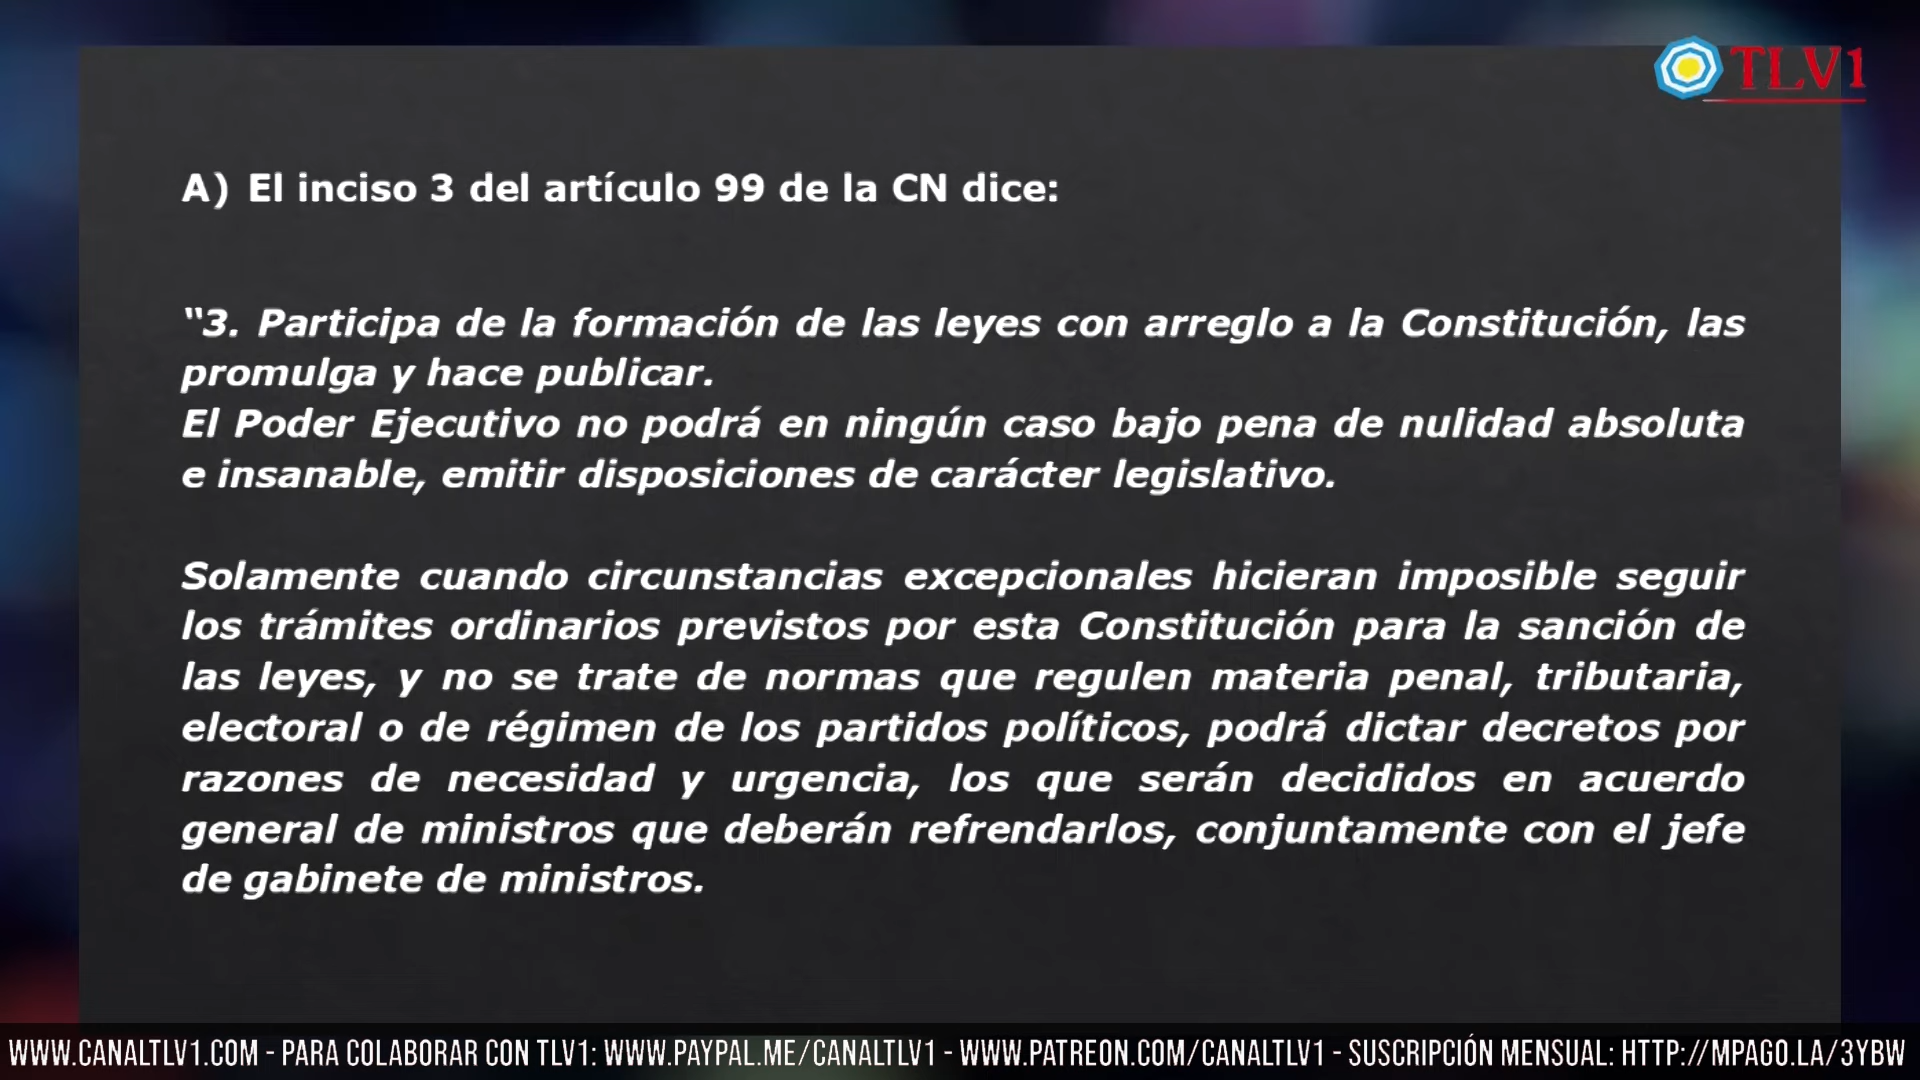 TLV1
A) El inciso 3 del artículo 99 de la CN dice:
“3. Participa de la formación de las leyes con arreglo a la Constitución, las
promulga y hace publicar.
El Poder Ejecutivo no podrá en ningún caso bajo pena de nulidad absoluta
e insanable, emitir disposiciones de carácter legislativo.
Solamente cuando circunstancias excepcionales hicieran imposible seguir
los trámites ordinarios previstos por esta Constitución para la sanción de
las leyes, y no se trate de normas que regulen materia penal, tributaria,
electoral o de régimen de los partidos políticos, podrá dictar decretos por
razones de necesidad y urgencia, los que serán decididos en acuerdo
general de ministros que deberán refrendarlos, conjuntamente con el jefe
de gabinete de ministros.
WWW.CANALTLV1.COM - PARA COLABORAR CON TLV1: WWW.PAYPAL.ME/CANALTLV1 - WWW.PATREON.COM/CANALTLV1 - SUSCRIPCIÓN MENSUAL: HTTP://MPAGO.LA/3YBW